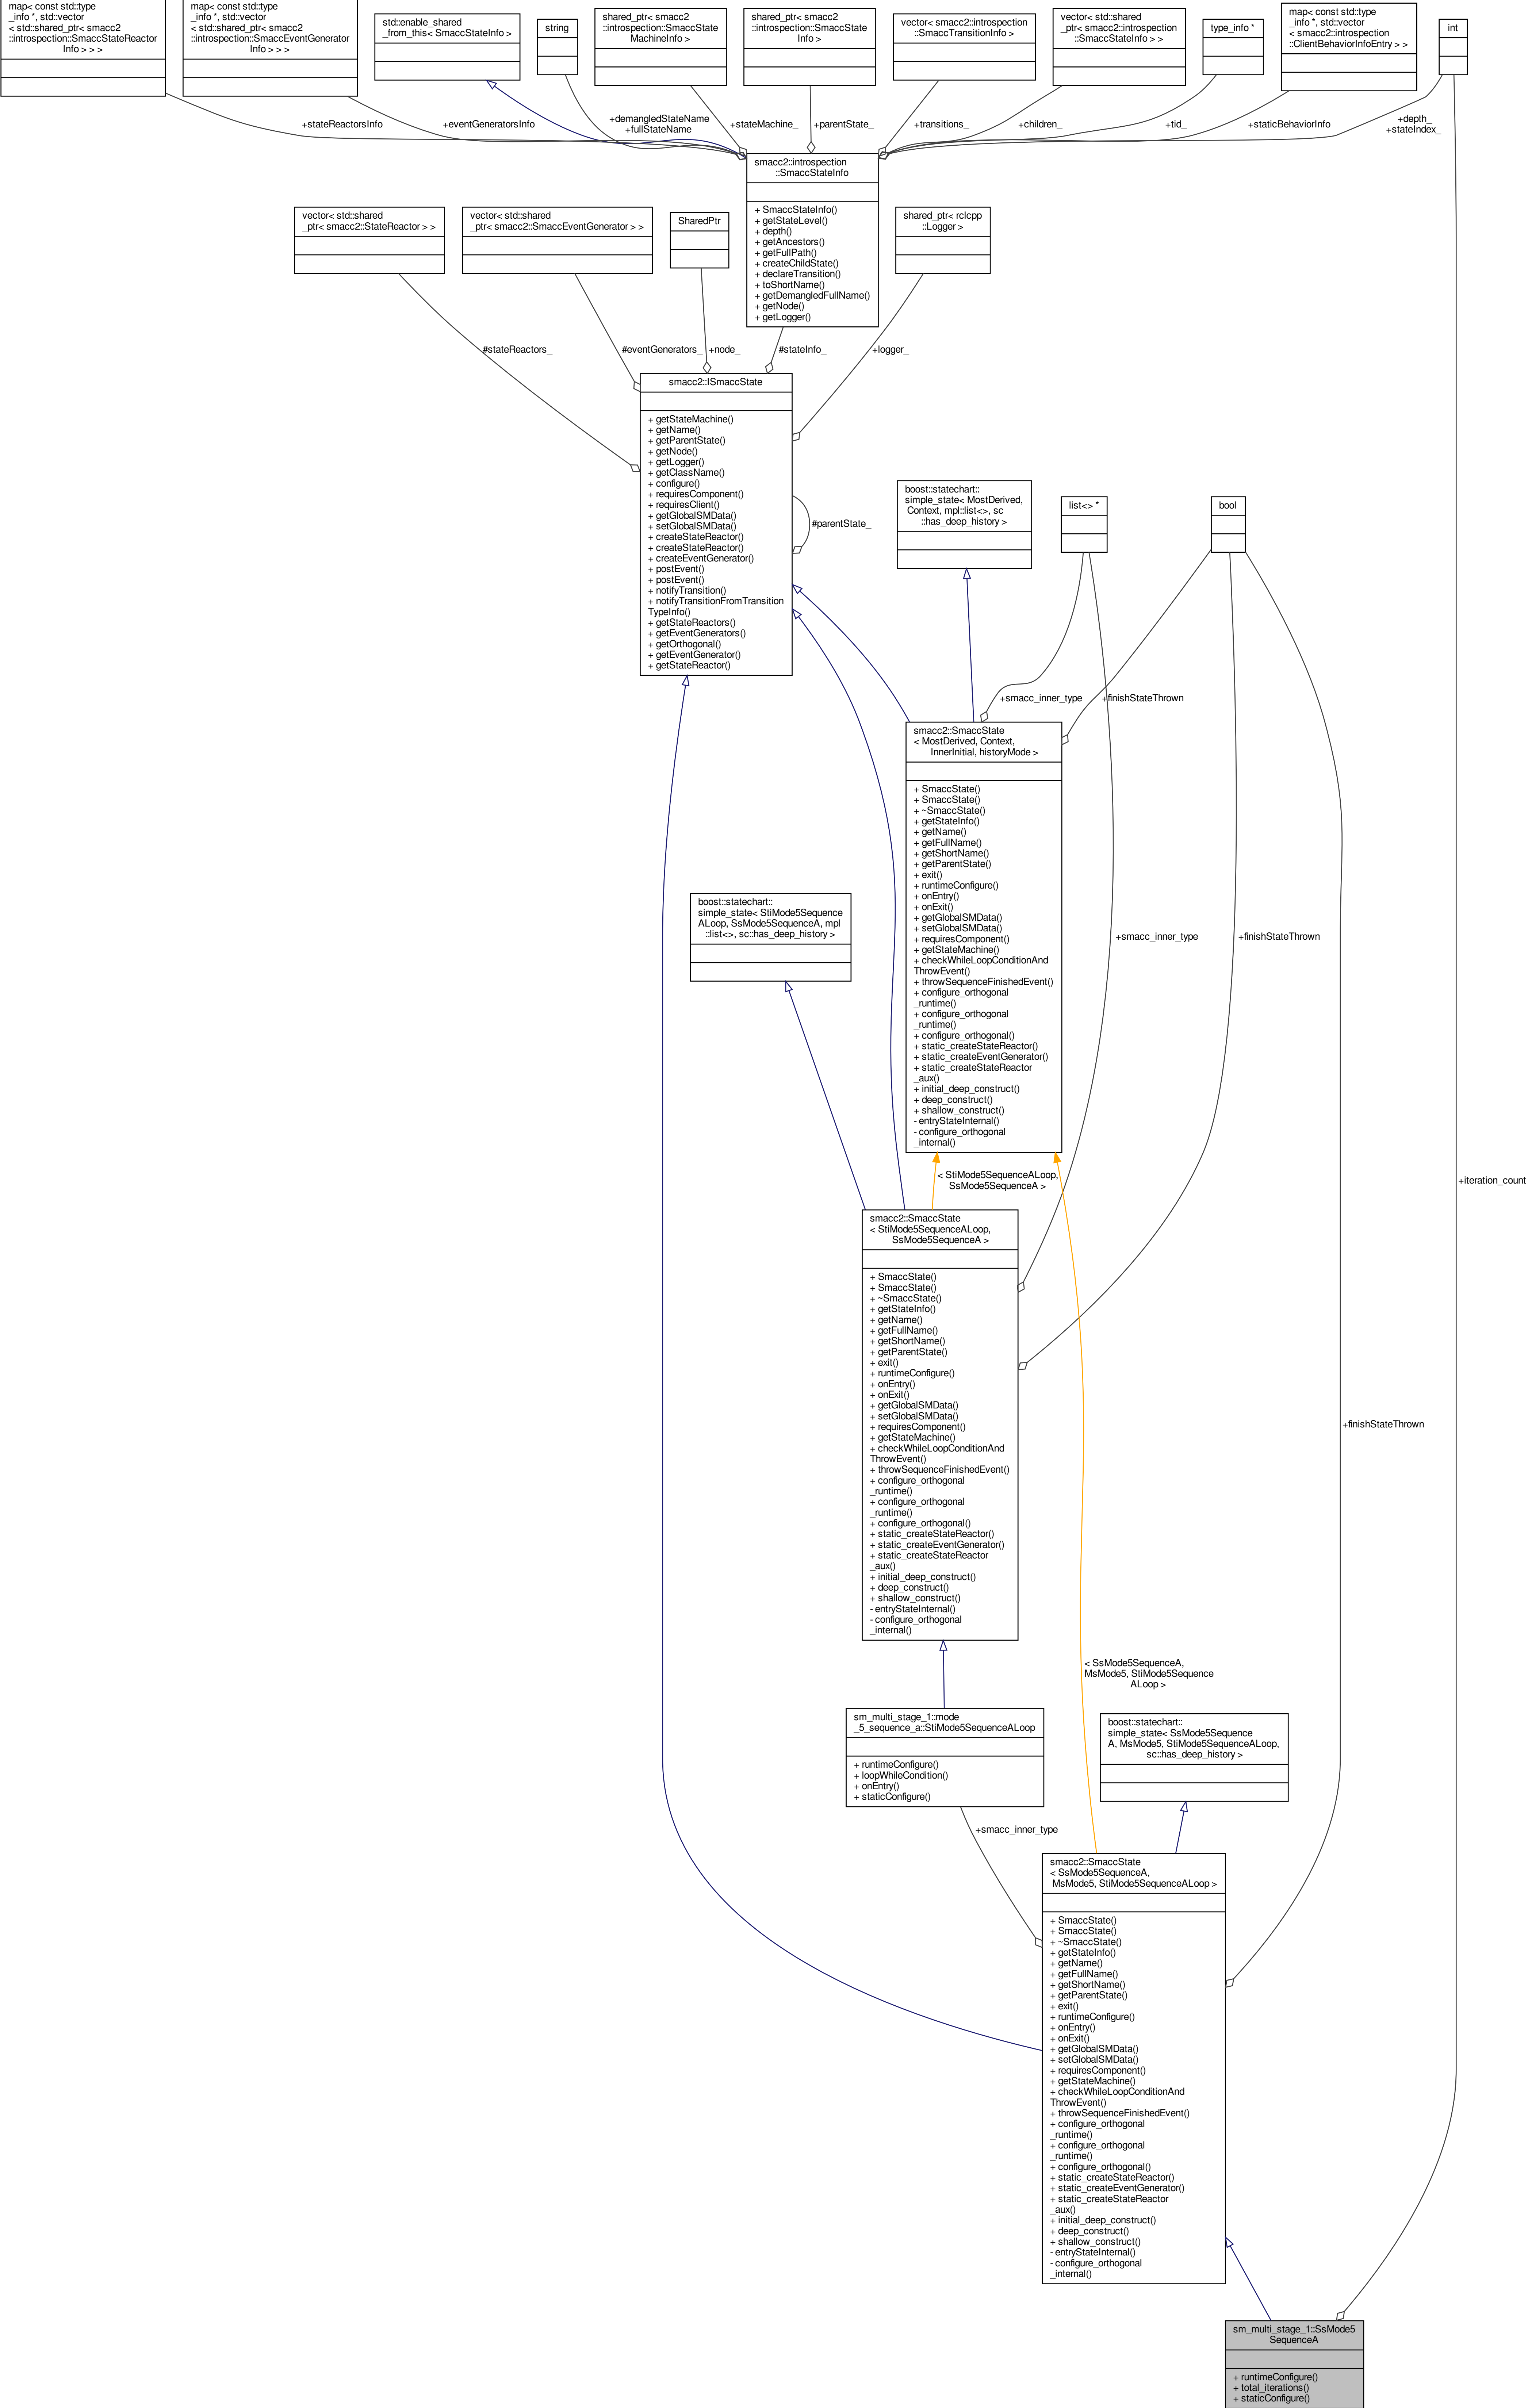 map< const std::type
_info *, std::vector
< std::shared_ptr< smacc2
::introspection::SmaccStateReactor
Info > > >
map< const std::type
_info *, std::vector
< std::shared_ptr< smacc2
::introspection::SmaccEventGenerator
Info > > >
std::enable_shared
_from_this< SmaccStateInfo >
string
shared_ptr< smacc2
::introspection::SmaccState
MachineInfo >
shared_ptr< smacc2
::introspection::SmaccState
Info >
vector< smacc2::introspection
::SmaccTransitionInfo >
vector< std::shared
_ptr< smacc2::introspection
::SmaccStateInfo > >
type_info *
map< const std::type
_info *, std::vector
< smacc2::introspection
::ClientBehaviorInfoEntry > >
int
+stateReactorsInfo
+eventGeneratorsInfo
+demangledStateName
+fullStateName
+stateMachine_
+parentState_
+transitions_
+children_
+tid_
+staticBehaviorInfo
+depth_
+stateIndex_
smacc2::introspection
::SmaccStateInfo
+ SmaccStateInfo()
+ getStateLevel()
+ depth()
+ getAncestors()
+ getFullPath()
+ createChildState()
+ declareTransition()
+ toShortName()
+ getDemangledFullName()
+ getNode()
+ getLogger()
vector< std::shared
_ptr< smacc2::StateReactor > >
vector< std::shared
_ptr< smacc2::SmaccEventGenerator > >
SharedPtr
shared_ptr< rclcpp
::Logger >
#stateReactors_
#eventGenerators_
+node_
#stateInfo_
+logger_
smacc2::ISmaccState
+ getStateMachine()
+ getName()
+ getParentState()
+ getNode()
+ getLogger()
+ getClassName()
+ configure()
+ requiresComponent()
+ requiresClient()
+ getGlobalSMData()
+ setGlobalSMData()
+ createStateReactor()
+ createStateReactor()
+ createEventGenerator()
+ postEvent()
+ postEvent()
+ notifyTransition()
+ notifyTransitionFromTransition
TypeInfo()
+ getStateReactors()
+ getEventGenerators()
+ getOrthogonal()
+ getEventGenerator()
+ getStateReactor()
#parentState_
boost::statechart::
simple_state< MostDerived,
Context, mpl::list<>, sc
::has_deep_history >
list<> *
bool
+smacc_inner_type
+finishStateThrown
smacc2::SmaccState
< MostDerived, Context,
InnerInitial, historyMode >
+ SmaccState()
+ SmaccState()
+ ~SmaccState()
+ getStateInfo()
+ getName()
+ getFullName()
+ getShortName()
+ getParentState()
+ exit()
+ runtimeConfigure()
+ onEntry()
+ onExit()
+ getGlobalSMData()
+ setGlobalSMData()
+ requiresComponent()
+ getStateMachine()
+ checkWhileLoopConditionAnd
ThrowEvent()
+ throwSequenceFinishedEvent()
+ configure_orthogonal
_runtime()
+ configure_orthogonal
_runtime()
+ configure_orthogonal()
+ static_createStateReactor()
+ static_createEventGenerator()
+ static_createStateReactor
_aux()
+ initial_deep_construct()
+ deep_construct()
+ shallow_construct()
- entryStateInternal()
- configure_orthogonal
_internal()
boost::statechart::
simple_state< StiMode5Sequence
ALoop, SsMode5SequenceA, mpl
::list<>, sc::has_deep_history >
+smacc_inner_type
+finishStateThrown
< StiMode5SequenceALoop,
SsMode5SequenceA >
+iteration_count
smacc2::SmaccState
< StiMode5SequenceALoop,
SsMode5SequenceA >
+ SmaccState()
+ SmaccState()
+ ~SmaccState()
+ getStateInfo()
+ getName()
+ getFullName()
+ getShortName()
+ getParentState()
+ exit()
+ runtimeConfigure()
+ onEntry()
+ onExit()
+ getGlobalSMData()
+ setGlobalSMData()
+ requiresComponent()
+ getStateMachine()
+ checkWhileLoopConditionAnd
ThrowEvent()
+ throwSequenceFinishedEvent()
+ configure_orthogonal
_runtime()
+ configure_orthogonal
_runtime()
+ configure_orthogonal()
+ static_createStateReactor()
+ static_createEventGenerator()
+ static_createStateReactor
_aux()
+ initial_deep_construct()
+ deep_construct()
+ shallow_construct()
- entryStateInternal()
- configure_orthogonal
_internal()
+finishStateThrown
< SsMode5SequenceA,
MsMode5, StiMode5Sequence
ALoop >
sm_multi_stage_1::mode
_5_sequence_a::StiMode5SequenceALoop
+ runtimeConfigure()
+ loopWhileCondition()
+ onEntry()
+ staticConfigure()
boost::statechart::
simple_state< SsMode5Sequence
A, MsMode5, StiMode5SequenceALoop,
sc::has_deep_history >
+smacc_inner_type
smacc2::SmaccState
< SsMode5SequenceA,
MsMode5, StiMode5SequenceALoop >
+ SmaccState()
+ SmaccState()
+ ~SmaccState()
+ getStateInfo()
+ getName()
+ getFullName()
+ getShortName()
+ getParentState()
+ exit()
+ runtimeConfigure()
+ onEntry()
+ onExit()
+ getGlobalSMData()
+ setGlobalSMData()
+ requiresComponent()
+ getStateMachine()
+ checkWhileLoopConditionAnd
ThrowEvent()
+ throwSequenceFinishedEvent()
+ configure_orthogonal
_runtime()
+ configure_orthogonal
_runtime()
+ configure_orthogonal()
+ static_createStateReactor()
+ static_createEventGenerator()
+ static_createStateReactor
_aux()
+ initial_deep_construct()
+ deep_construct()
+ shallow_construct()
- entryStateInternal()
- configure_orthogonal
_internal()
sm_multi_stage_1::SsMode5
SequenceA
+ runtimeConfigure()
+ total_iterations()
+ staticConfigure()